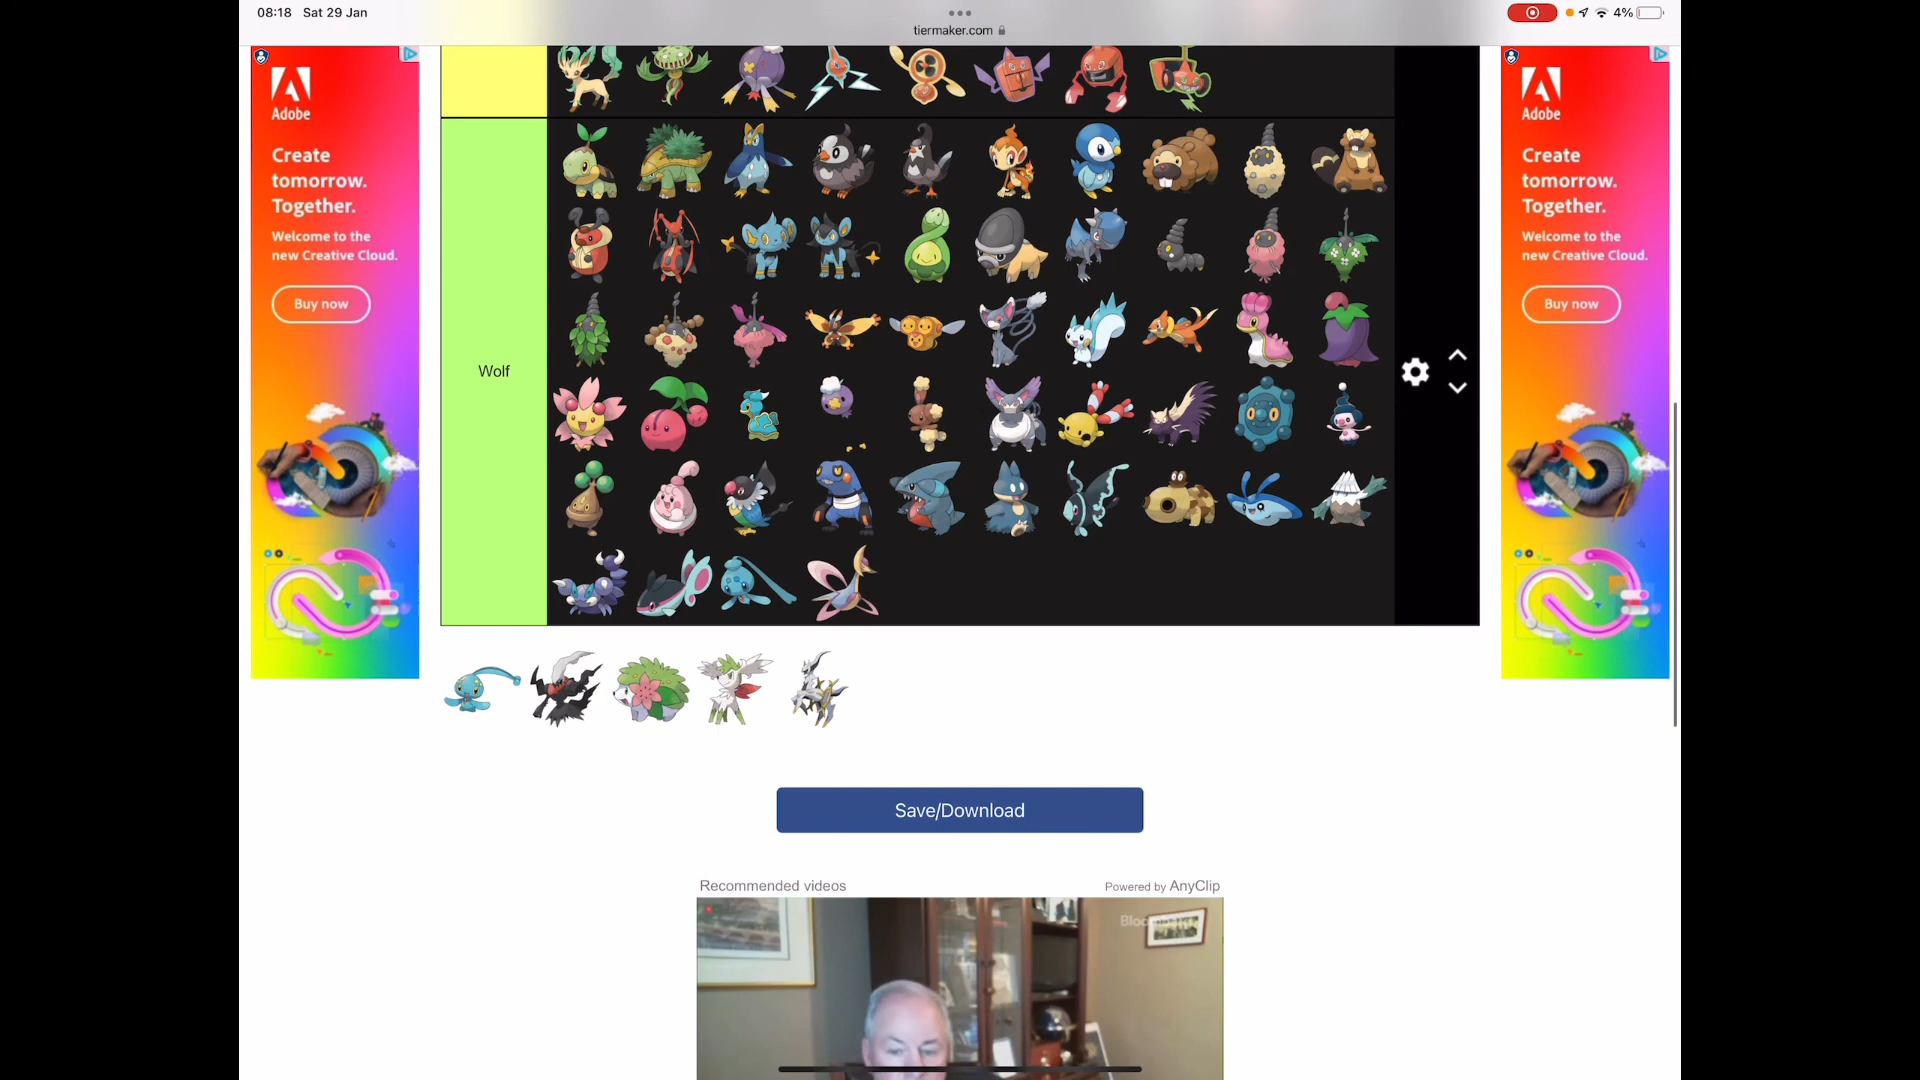 08:18 Sat 29 Jan
tiermaker.com
4%
Adobe
Create
tomorrow.
Together.
Welcome to the
new Creative Cloud.
Buy now
Wolf
Adobe
Create
tomorrow.
Together.
Welcome to the
new Creative Cloud.
Buy now
Save/Download
Recommended videos
Powered by AnyClip